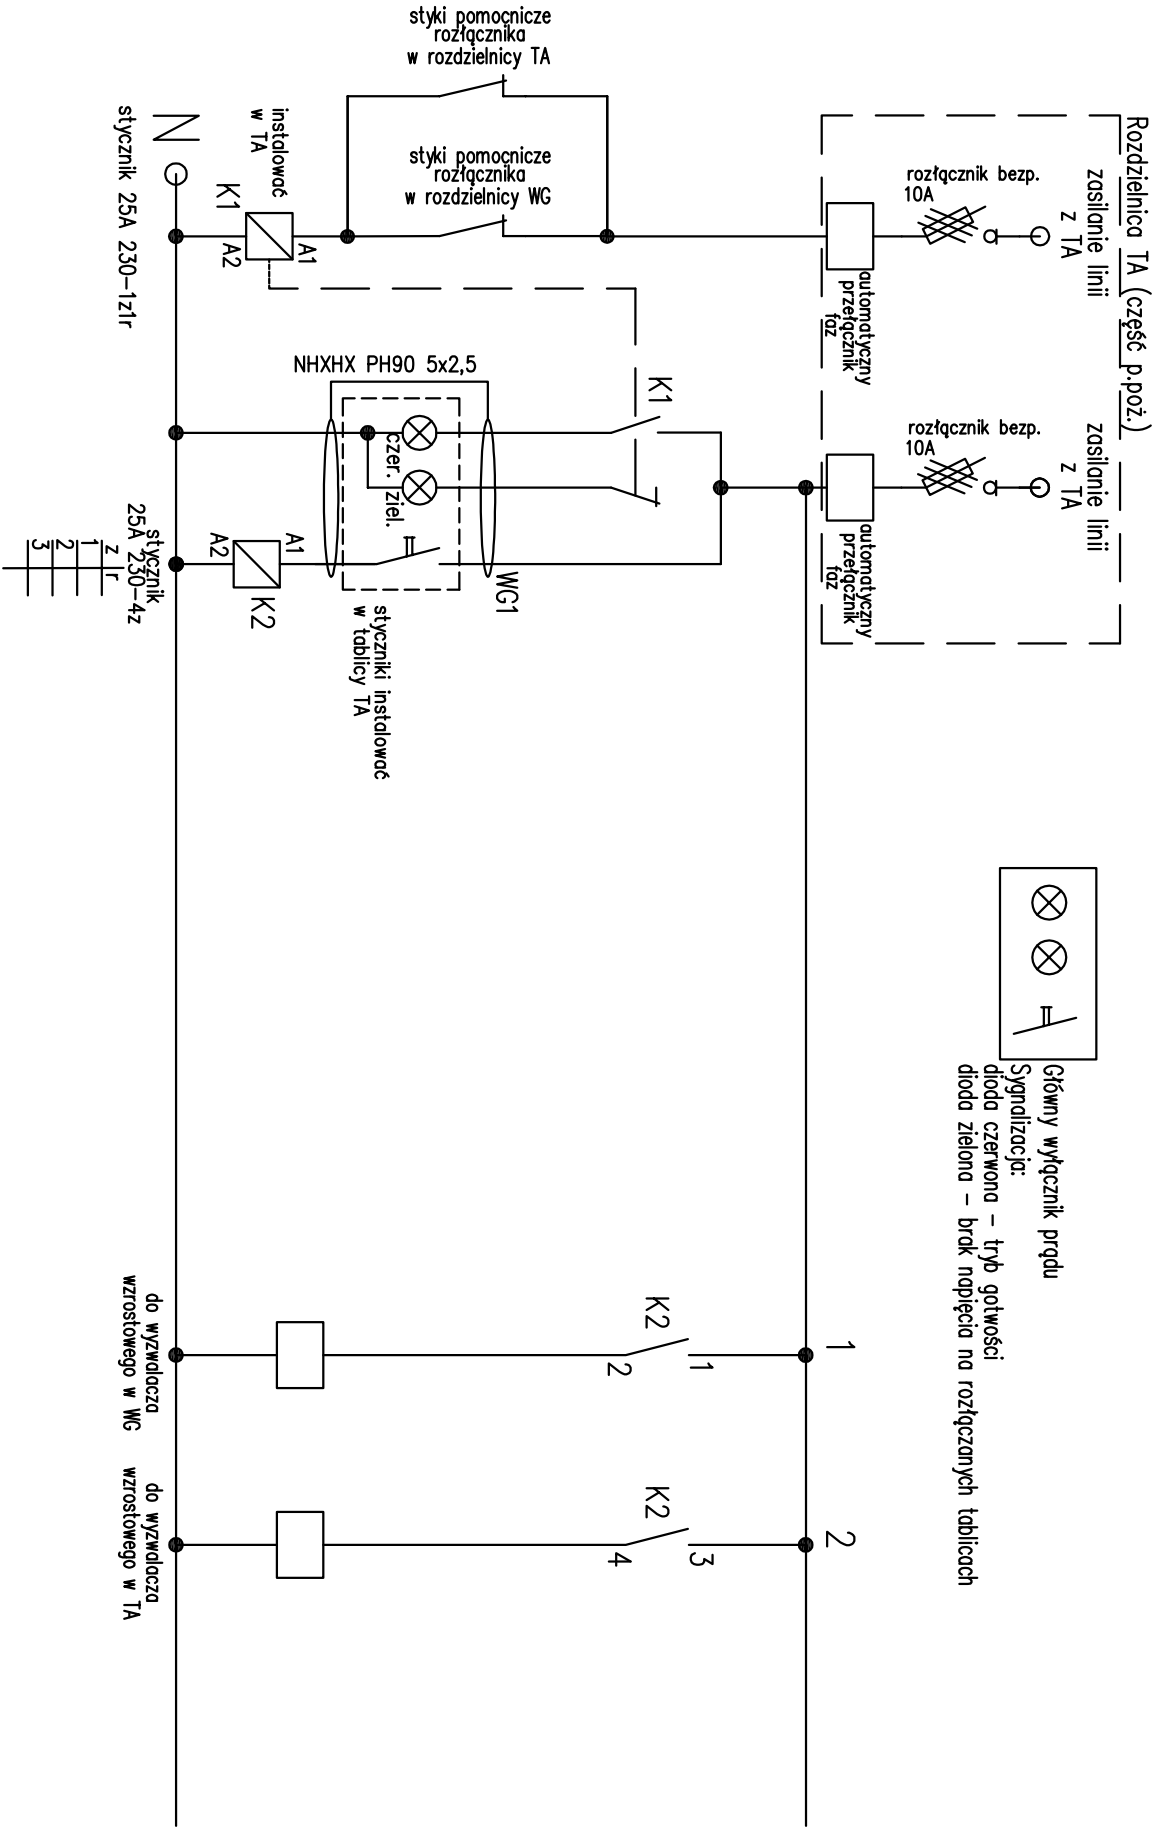 Rozdzielnica TA (część p.poż.)
zasilanie linii
z TA
zasilanie linii
z TA
rozłącznik bezp.
10A
rozłącznik bezp.
10A
automatyczny
przełącznik
faz
automatyczny
przełącznik
faz
styki pomocnicze
rozłącznika
w rozdzielnicy TA
styki pomocnicze
rozłącznika
w rozdzielnicy WG
instalować
w TA
K1
A1
A2
N
stycznik 25A 230-1z1r
NHXHX PH90 5x2,5
K1
czer.
ziel.
WG1
A1
A2
K2
styczniki instalować
w tablicy TA
stycznik
25A 230-4z
z r
1
2
3
Główny wyłącznik prądu
Sygnalizacja:
dioda czerwona - tryb gotwości
dioda zielona - brak napięcia na rozłączanych tablicach
1
K2
1
2
do wyzwalacza
wzrostowego w WG
2
K2
3
4
do wyzwalacza
wzrostowego w TA